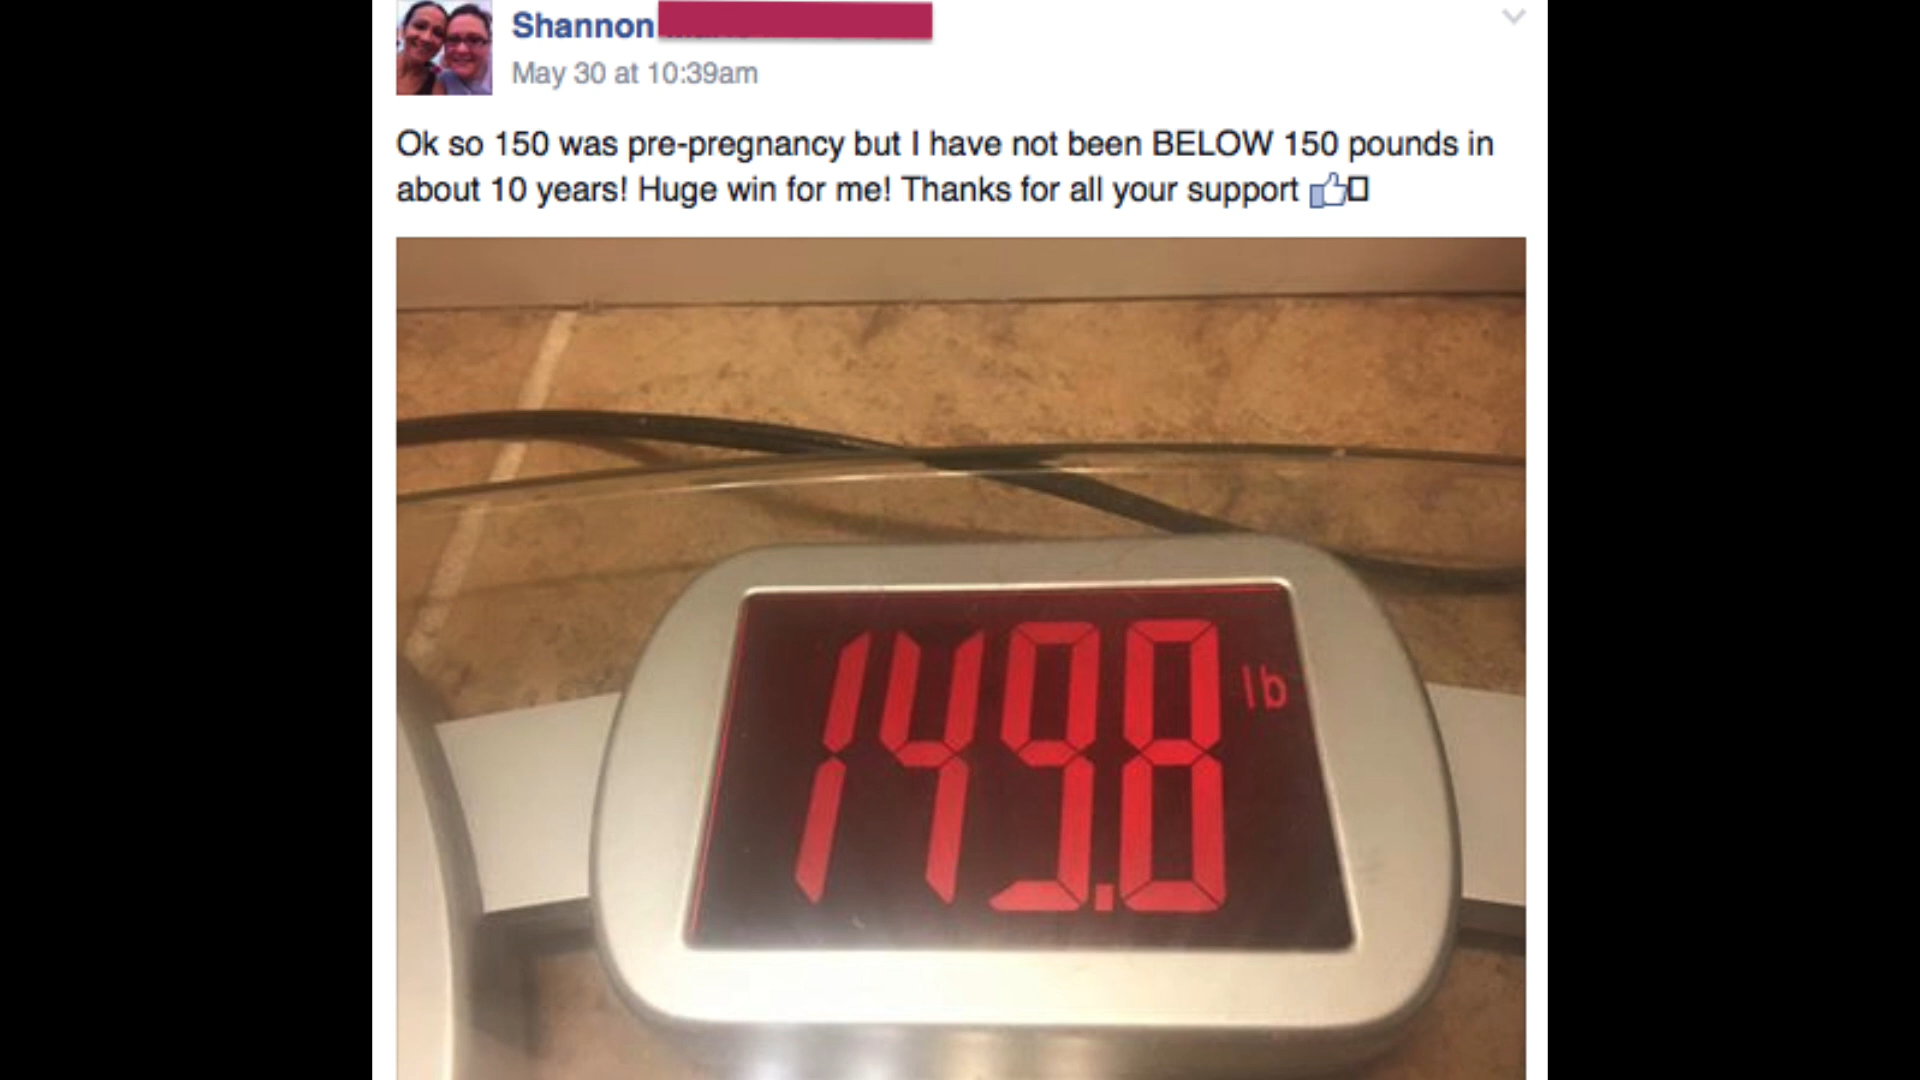 Shannon
May 30 at 10:39am
Ok so 150 was pre-pregnancy but I have not been BELOW 150 pounds in
about 10 years! Huge win for me! Thanks for all your support
149.8 lb